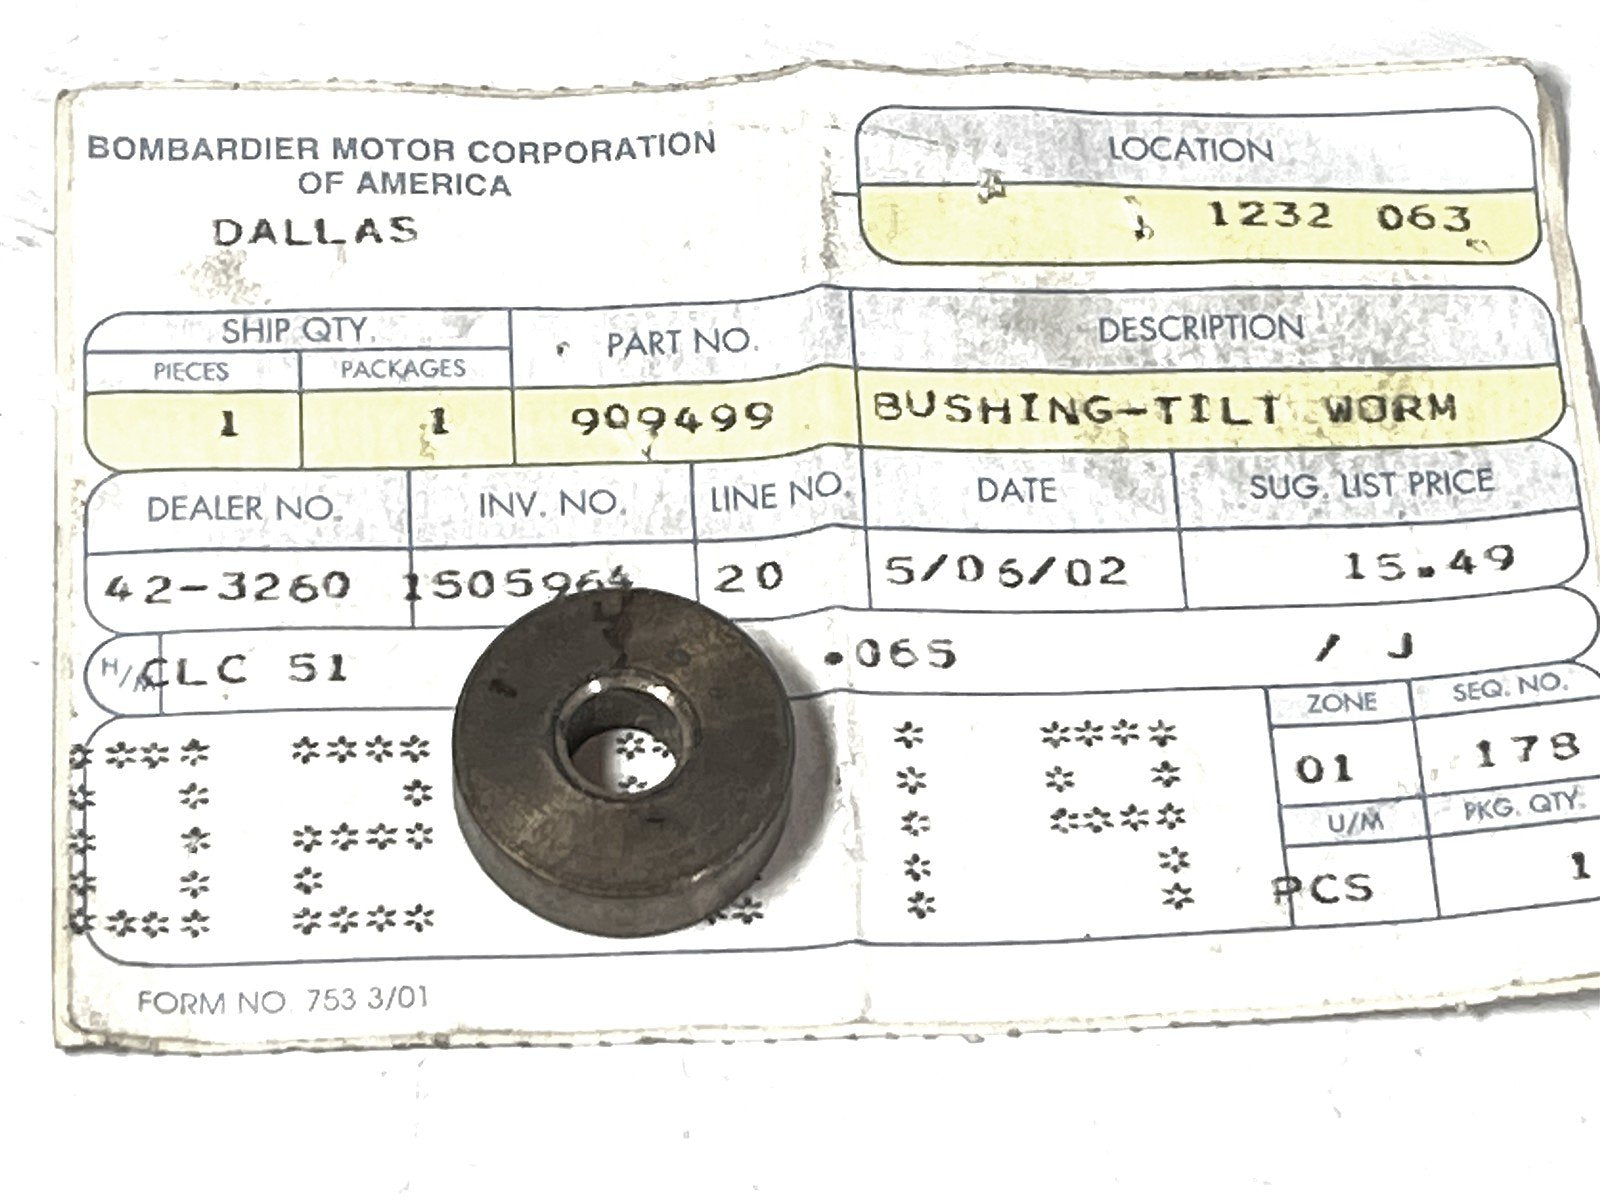 BOMBARDIER MOTOR CORPORATION
OF AMERICA
DALLAS
LOCATION
1232 063
SHIP QTY.
PIECES PACKAGES
PART NO.
DESCRIPTION
1 1 909499 BUSHING-TILT WORM
DEALER NO. INV. NO. LINE NO. DATE SUG. LIST PRICE
42-3260 1505964 20 5/06/02 15.49
H/M CLC 51 .065 / J
ZONE SEQ. NO.
01 178
U/M PKG. QTY.
PCS 1
FORM NO. 753 3/01